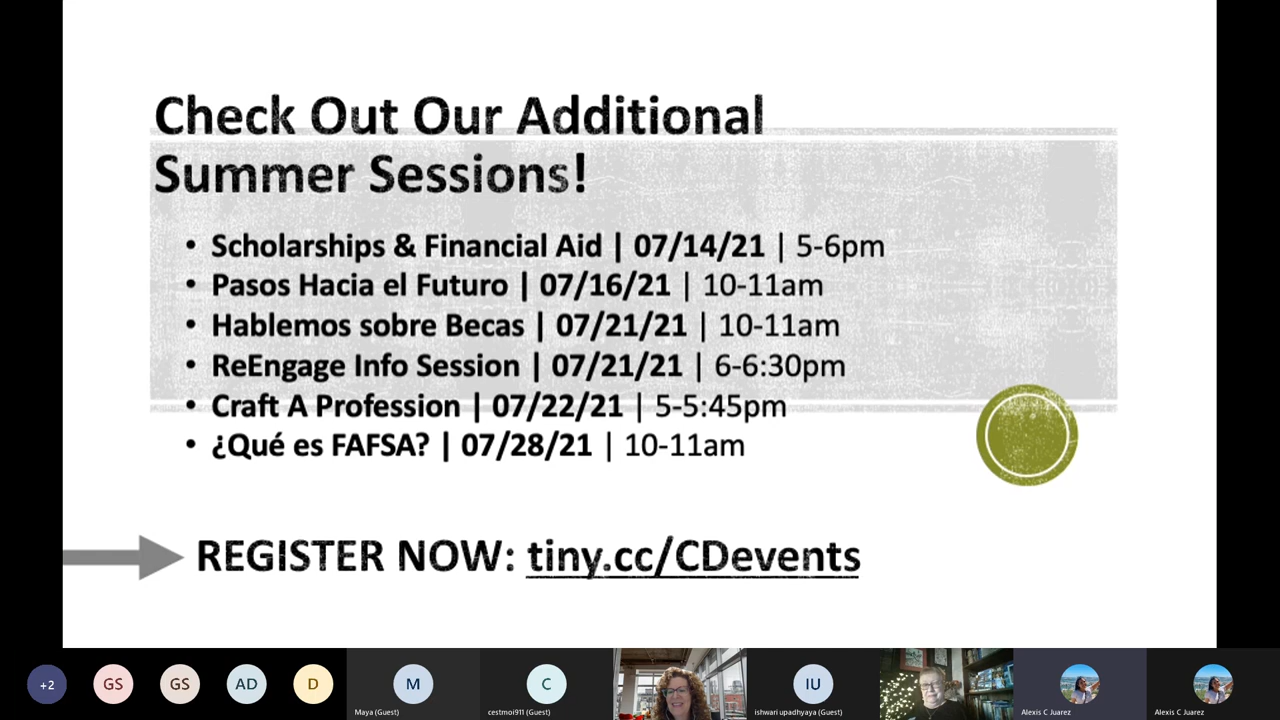 Check Out Our Additional
Summer Sessions!
• Scholarships & Financial Aid | 07/14/21 | 5-6pm
• Pasos Hacia el Futuro | 07/16/21 | 10-11am
• Hablemos sobre Becas | 07/21/21 | 10-11am
• ReEngage Info Session | 07/21/21 | 6-6:30pm
• Craft A Profession | 07/22/21 | 5-5:45pm
• ¿Qué es FAFSA? | 07/28/21 | 10-11am
REGISTER NOW: tiny.cc/CDevents
+2 GS GS AD D M C IU
Maya (Guest) cestmoi911 (Guest) ishwari upadhyaya (Guest) Alexis C Juarez Alexis C Juarez